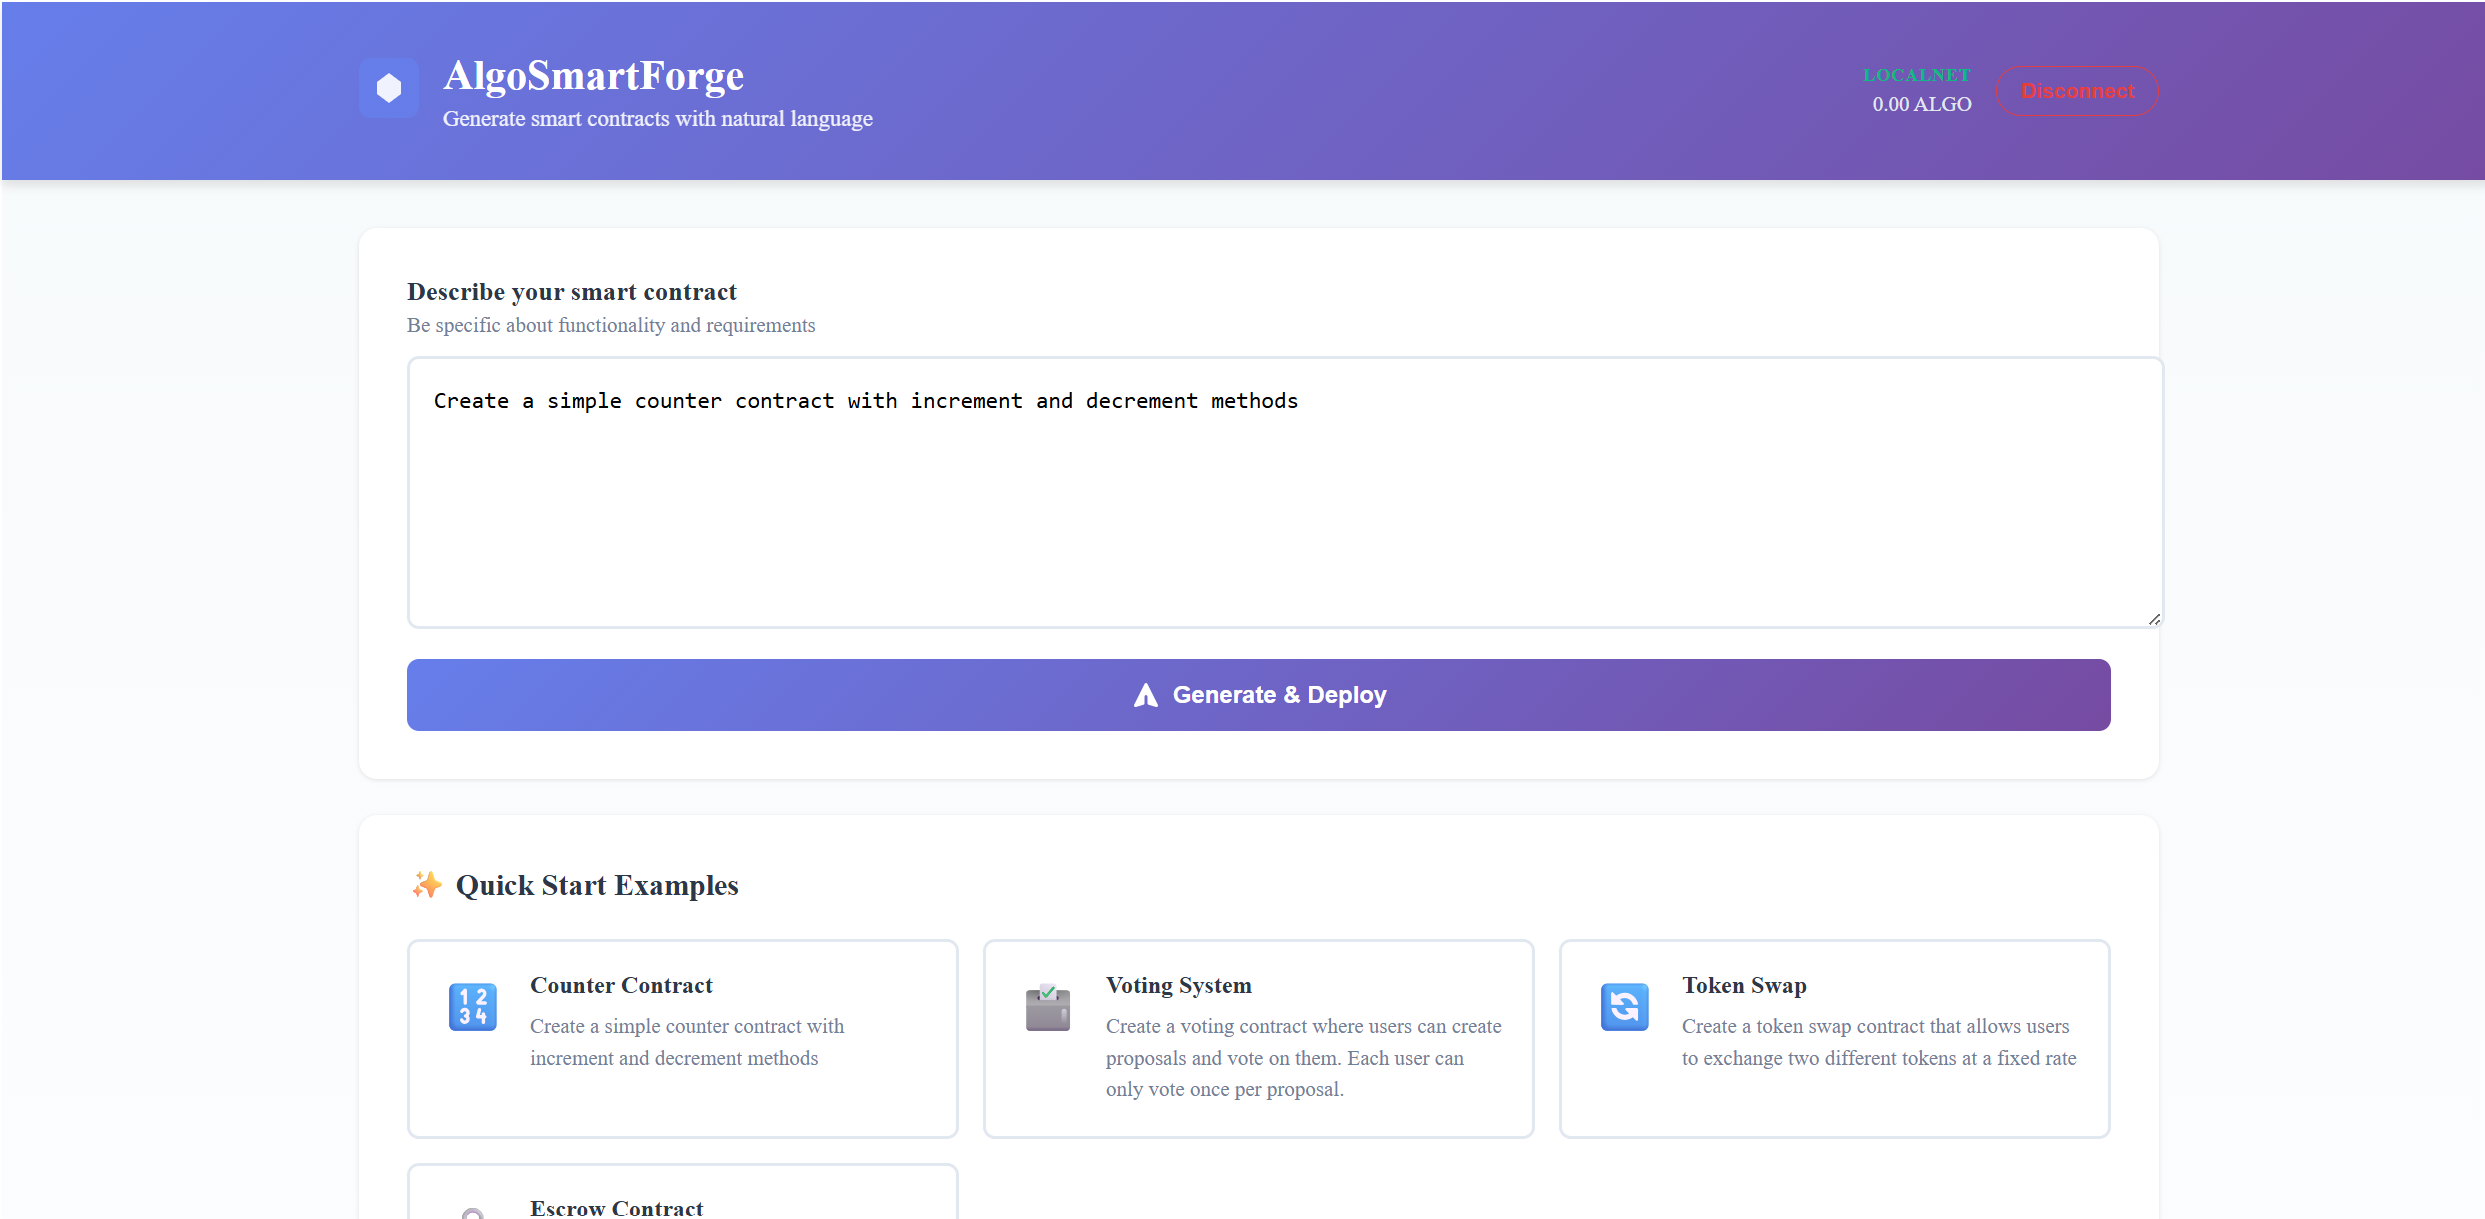 AlgoSmartForge
Generate smart contracts with natural language
LOCALNET
0.00 ALGO
Disconnect
Describe your smart contract
Be specific about functionality and requirements
Create a simple counter contract with increment and decrement methods
Generate & Deploy
Quick Start Examples
1 2
3 4
Counter Contract
Create a simple counter contract with
increment and decrement methods
Voting System
Create a voting contract where users can create
proposals and vote on them. Each user can
only vote once per proposal.
Token Swap
Create a token swap contract that allows users
to exchange two different tokens at a fixed rate
Escrow Contract